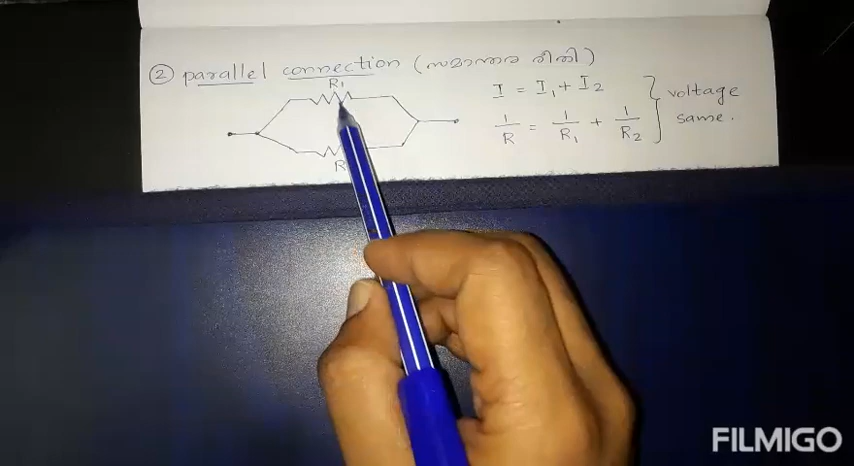 ② parallel connection (സമാന്തര രീതി)
R₁
I = I₁ + I₂
1/R = 1/R₁ + 1/R₂
voltage
same.
R
FILMIGO